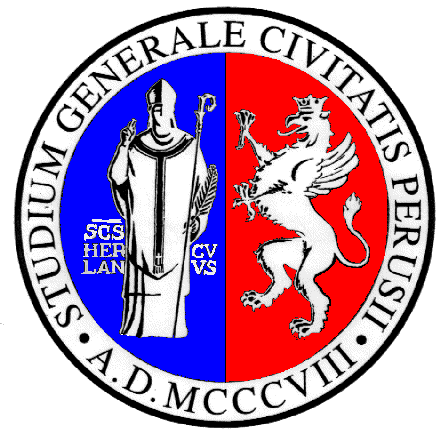 STUDIUM GENERALE CIVITATIS PERUSII
• A.D. MCCCVIII •
SCS
HER CV
LAN VS